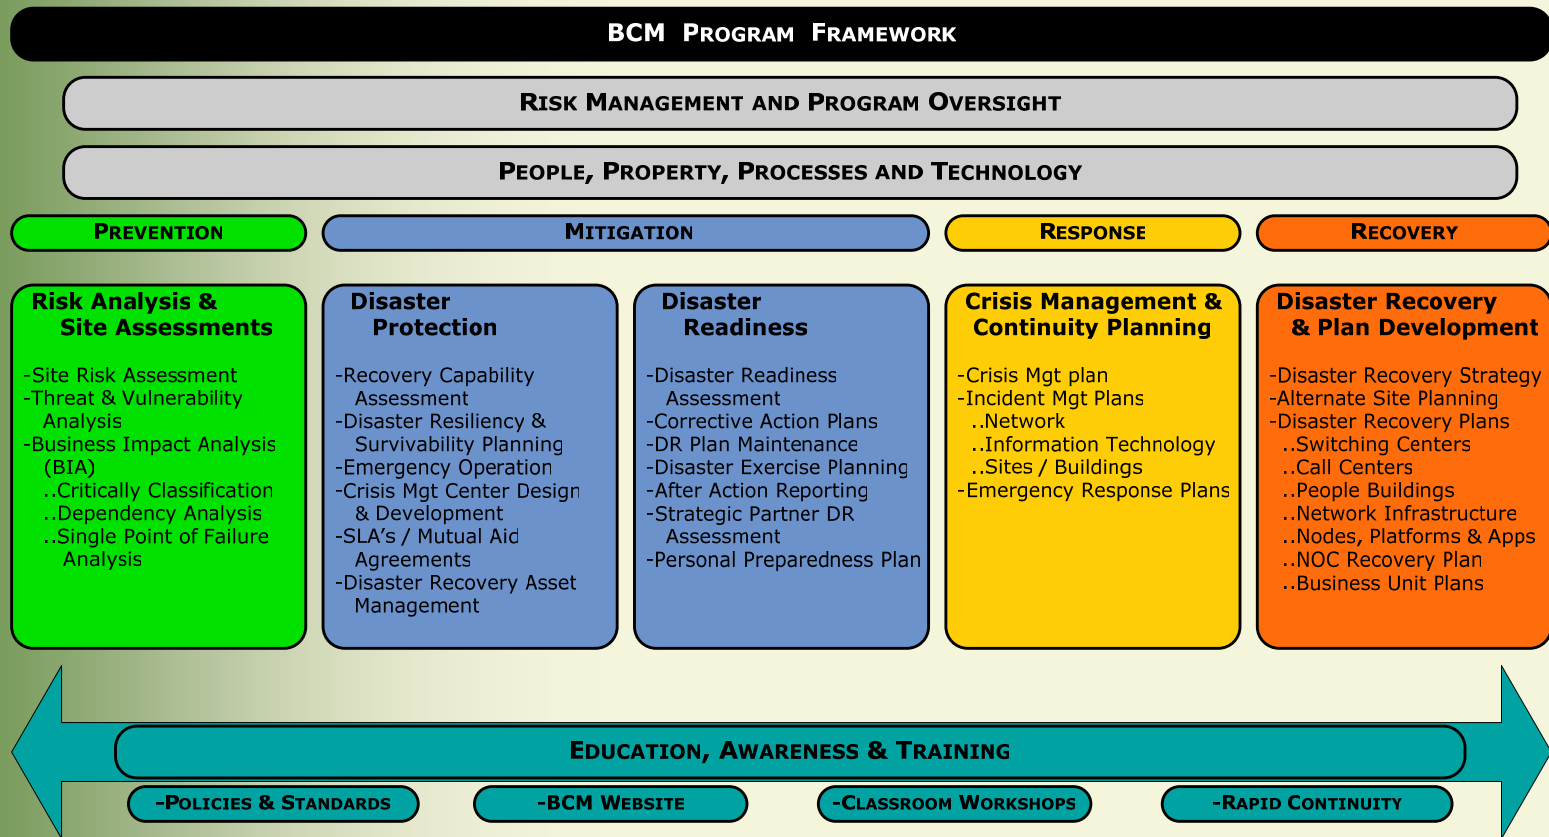 BCM PROGRAM FRAMEWORK
RISK MANAGEMENT AND PROGRAM OVERSIGHT
PEOPLE, PROPERTY, PROCESSES AND TECHNOLOGY
PREVENTION
MITIGATION
RESPONSE
RECOVERY
Risk Analysis &
Site Assessments
-Site Risk Assessment
-Threat & Vulnerability
Analysis
-Business Impact Analysis
(BIA)
..Critically Classification
..Dependency Analysis
..Single Point of Failure
Analysis
Disaster
Protection
-Recovery Capability
Assessment
-Disaster Resiliency &
Survivability Planning
-Emergency Operation
-Crisis Mgt Center Design
& Development
-SLA's / Mutual Aid
Agreements
-Disaster Recovery Asset
Management
Disaster
Readiness
-Disaster Readiness
Assessment
-Corrective Action Plans
-DR Plan Maintenance
-Disaster Exercise Planning
-After Action Reporting
-Strategic Partner DR
Assessment
-Personal Preparedness Plan
Crisis Management &
Continuity Planning
-Crisis Mgt plan
-Incident Mgt Plans
..Network
..Information Technology
..Sites / Buildings
-Emergency Response Plans
Disaster Recovery
& Plan Development
-Disaster Recovery Strategy
-Alternate Site Planning
-Disaster Recovery Plans
..Switching Centers
..Call Centers
..People Buildings
..Network Infrastructure
..Nodes, Platforms & Apps
..NOC Recovery Plan
..Business Unit Plans
EDUCATION, AWARENESS & TRAINING
-POLICIES & STANDARDS
-BCM WEBSITE
-CLASSROOM WORKSHOPS
-RAPID CONTINUITY